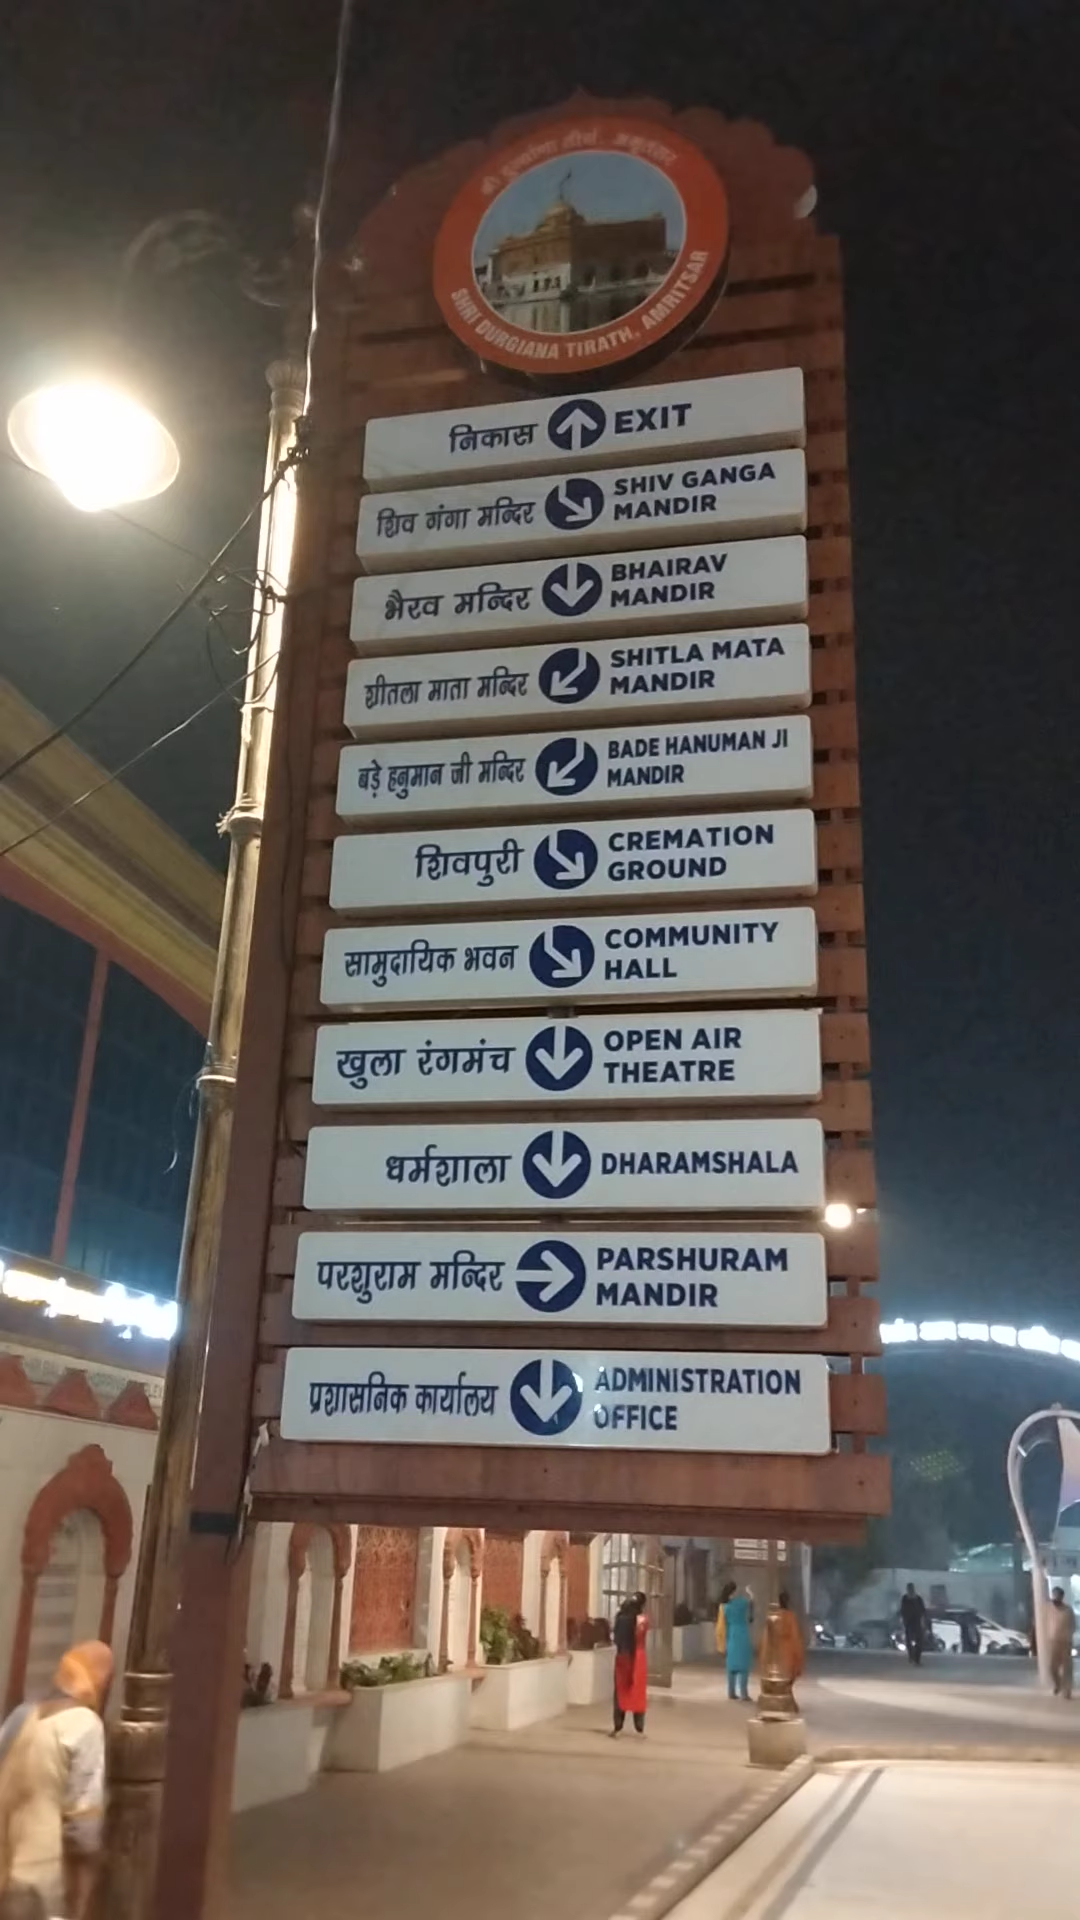 श्री दुर्ग्याणा तीर्थ, अमृतसर
SHRI DURGIANA TIRATH, AMRITSAR
निकास EXIT
शिव गंगा मन्दिर SHIV GANGA
MANDIR
भैरव मन्दिर BHAIRAV
MANDIR
शीतला माता मन्दिर SHITLA MATA
MANDIR
बड़े हनुमान जी मन्दिर BADE HANUMAN JI
MANDIR
शिवपुरी CREMATION
GROUND
सामुदायिक भवन COMMUNITY
HALL
खुला रंगमंच OPEN AIR
THEATRE
धर्मशाला DHARAMSHALA
परशुराम मन्दिर PARSHURAM
MANDIR
प्रशासनिक कार्यालय ADMINISTRATION
OFFICE